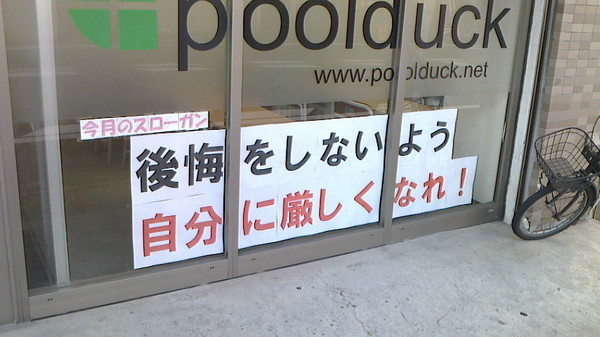 poolduck
www.poolduck.net
今月のスローガン
後悔をしないよう
自分に厳しくなれ！